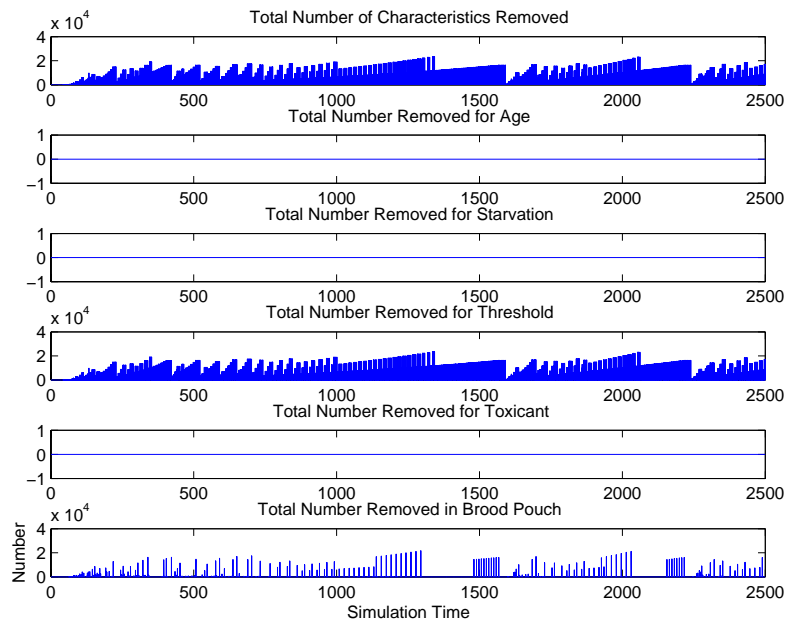 Total Number of Characteristics Removed
x 10^4
4
2
0
0 500 1000 1500 2000 2500
Total Number Removed for Age
1
0
−1
0 500 1000 1500 2000 2500
Total Number Removed for Starvation
1
0
−1
0 500 1000 1500 2000 2500
Total Number Removed for Threshold
x 10^4
4
2
0
0 500 1000 1500 2000 2500
Total Number Removed for Toxicant
1
0
−1
0 500 1000 1500 2000 2500
Total Number Removed in Brood Pouch
x 10^4
4
2
0
Number
0 500 1000 1500 2000 2500
Simulation Time